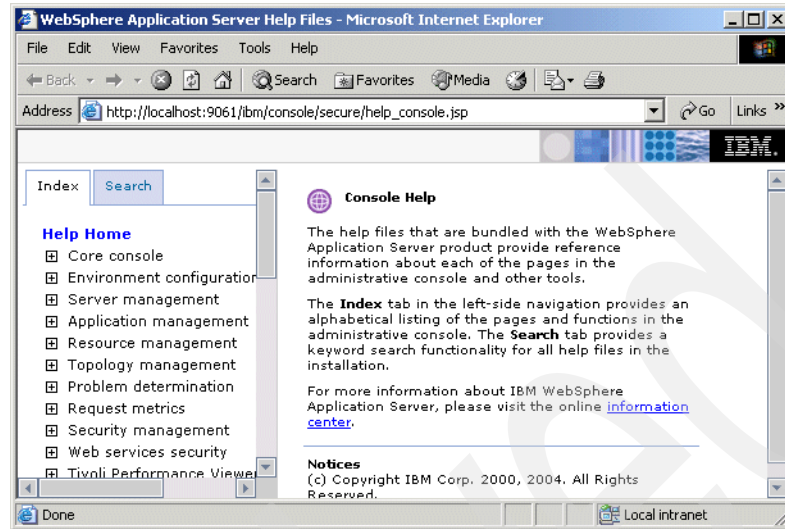 WebSphere Application Server Help Files - Microsoft Internet Explorer
File Edit View Favorites Tools Help
Back Search Favorites Media
Address http://localhost:9061/ibm/console/secure/help_console.jsp Go Links »
IBM.
Index Search
Help Home
Core console
Environment configuration
Server management
Application management
Resource management
Topology management
Problem determination
Request metrics
Security management
Web services security
Tivoli Performance Viewer
Console Help
The help files that are bundled with the WebSphere
Application Server product provide reference
information about each of the pages in the
administrative console and other tools.
The Index tab in the left-side navigation provides an
alphabetical listing of the pages and functions in the
administrative console. The Search tab provides a
keyword search functionality for all help files in the
installation.
For more information about IBM WebSphere
Application Server, please visit the online information
center.
Notices
(c) Copyright IBM Corp. 2000, 2004. All Rights
Reserved.
Done Local intranet